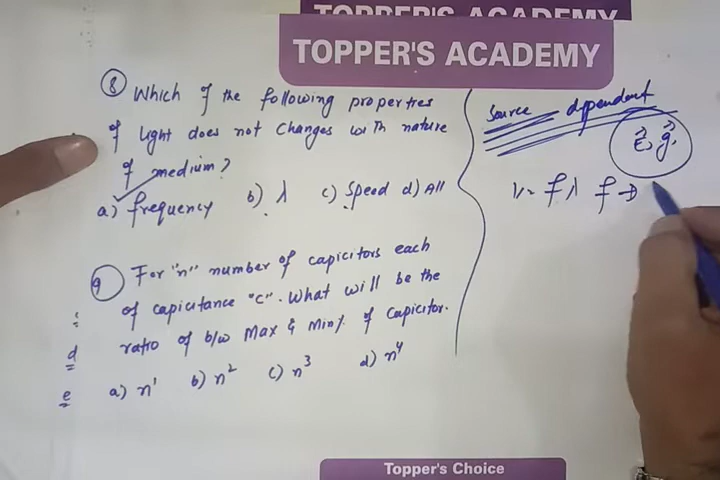 TOPPER'S ACADEMY
TOPPER'S ACADEMY
8 Which of the following properties
of light does not changes with nature
of medium?
a) frequency b) λ c) Speed d) All
9 For "n" number of capicitors each
of capicitance "C". What will be the
ratio of b/w Max & Min^m of capicitor.
a) n¹ b) n² c) n³ d) n⁴
d
e
source dependent
E, g,
v= fλ f→
Topper's Choice